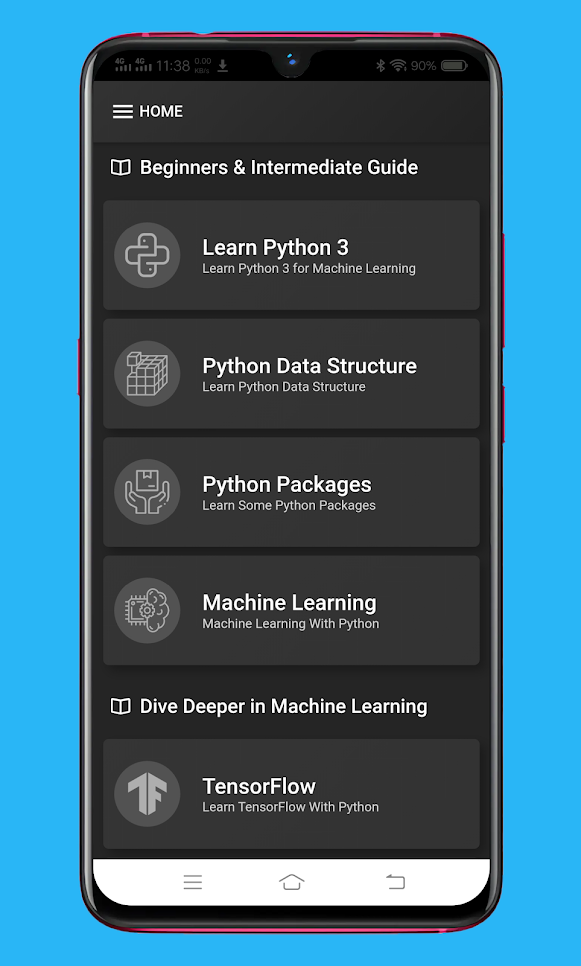 4G 4G 11:38 0.00 KB/s 90%
HOME
Beginners & Intermediate Guide
Learn Python 3
Learn Python 3 for Machine Learning
Python Data Structure
Learn Python Data Structure
Python Packages
Learn Some Python Packages
Machine Learning
Machine Learning With Python
Dive Deeper in Machine Learning
TensorFlow
Learn TensorFlow With Python